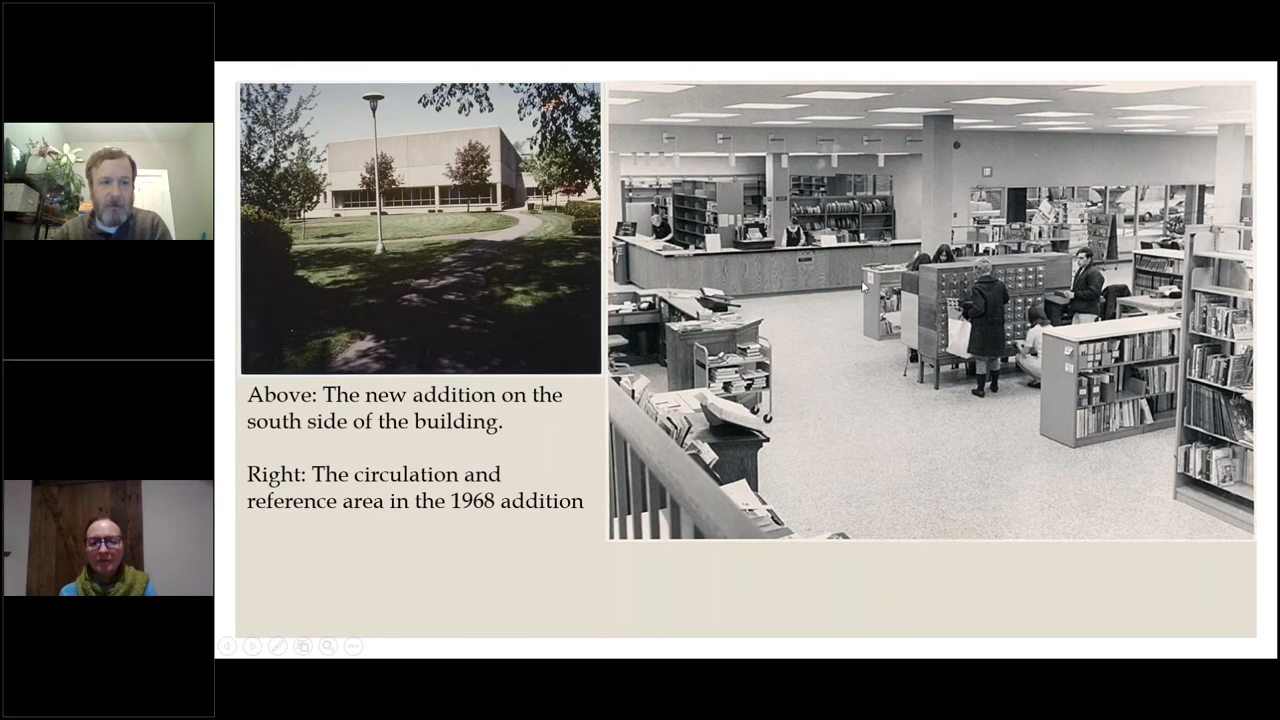 Above: The new addition on the
south side of the building.
Right: The circulation and
reference area in the 1968 addition